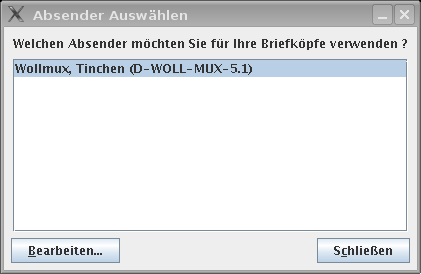 Absender Auswählen
Welchen Absender möchten Sie für Ihre Briefköpfe verwenden ?
Wollmux, Tinchen (D-WOLL-MUX-5.1)
Bearbeiten...
Schließen